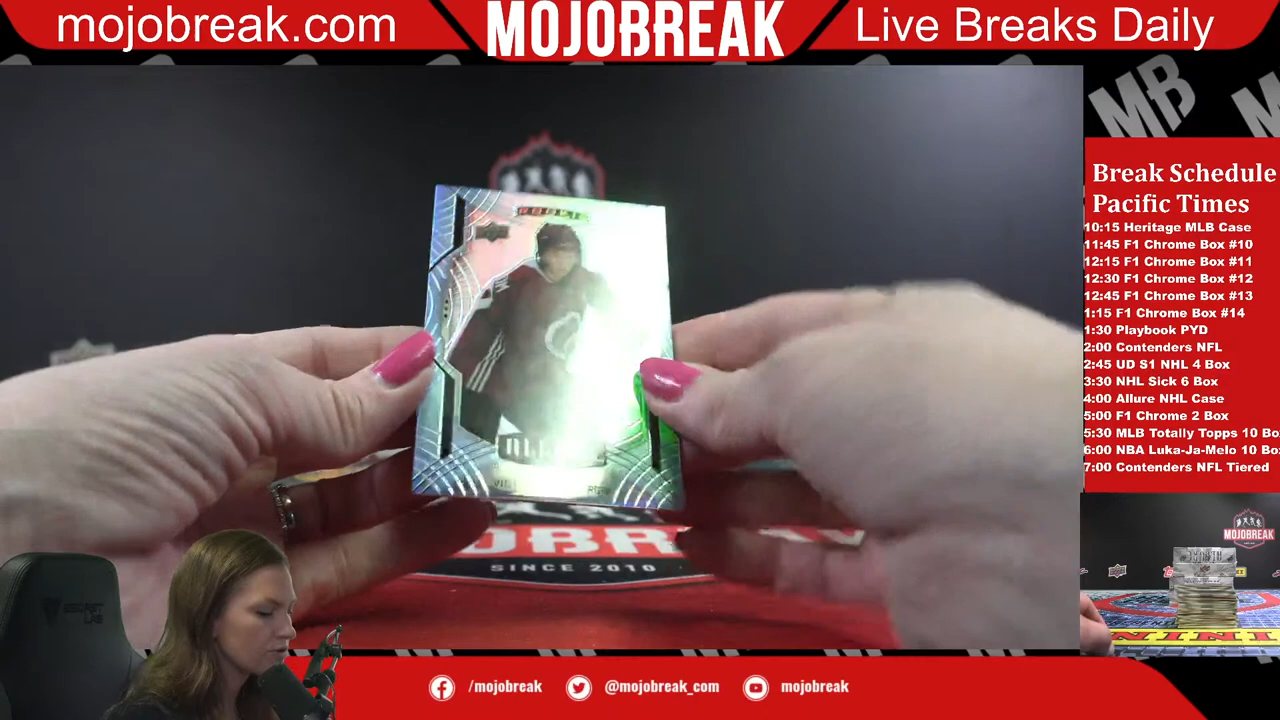 mojobreak.com
MOJOBREAK
Live Breaks Daily
MB
Break Schedule
Pacific Times
10:15 Heritage MLB Case
11:45 F1 Chrome Box #10
12:15 F1 Chrome Box #11
12:30 F1 Chrome Box #12
12:45 F1 Chrome Box #13
1:15 F1 Chrome Box #14
1:30 Playbook PYD
2:00 Contenders NFL
2:45 UD S1 NHL 4 Box
3:30 NHL Sick 6 Box
4:00 Allure NHL Case
5:00 F1 Chrome 2 Box
5:30 MLB Totally Topps 10 Bo
6:00 NBA Luka-Ja-Melo 10 Bo
7:00 Contenders NFL Tiered
ROOKIE
SINCE 2010
MOJOBREAK
SECRET
LAB
/mojobreak
@mojobreak_com
mojobreak